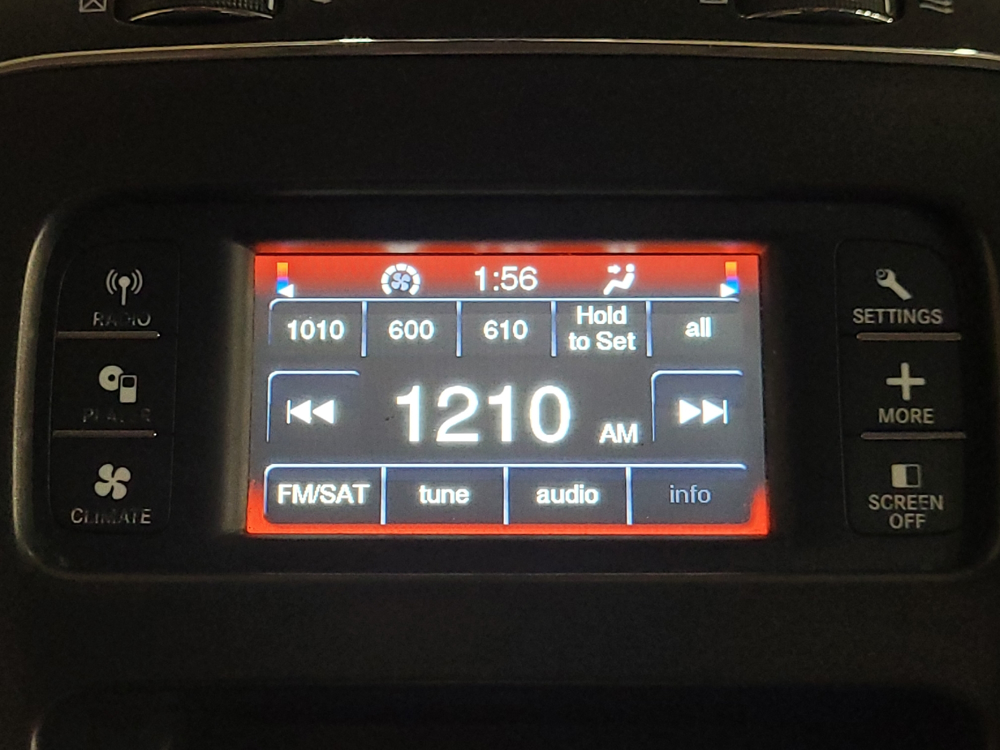 RADIO
PLAYER
CLIMATE
1:56
1010 600 610 Hold to Set all
1210 AM
FM/SAT tune audio info
SETTINGS
MORE
SCREEN
OFF